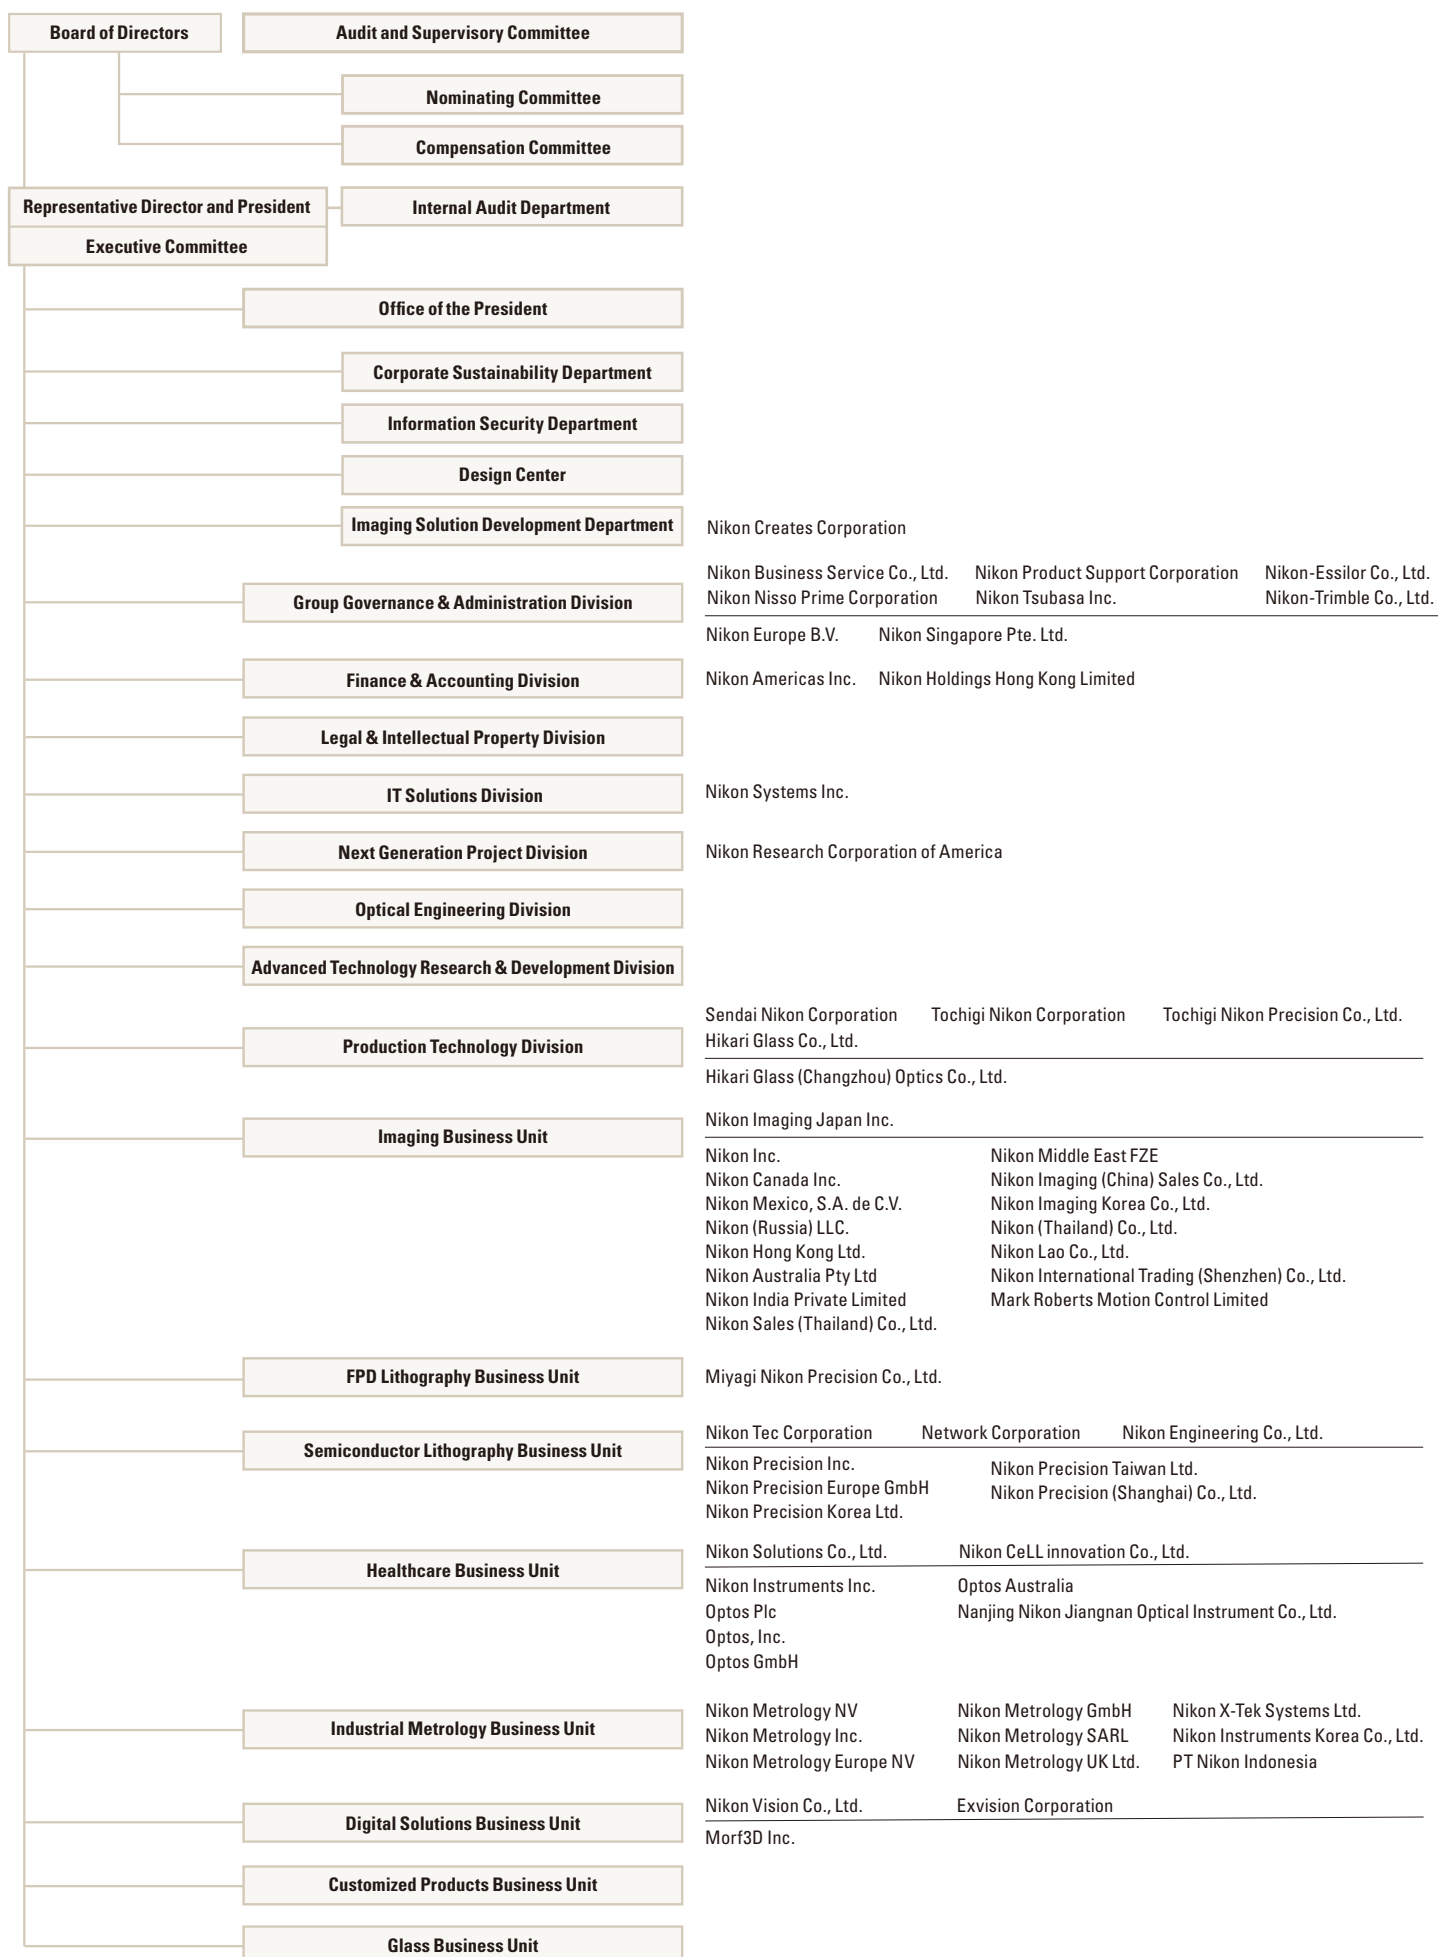 Board of Directors
Audit and Supervisory Committee
Nominating Committee
Compensation Committee
Representative Director and President
Internal Audit Department
Executive Committee
Office of the President
Corporate Sustainability Department
Information Security Department
Design Center
Imaging Solution Development Department
Nikon Creates Corporation
Group Governance & Administration Division
Nikon Business Service Co., Ltd. Nikon Product Support Corporation Nikon-Essilor Co., Ltd.
Nikon Nisso Prime Corporation Nikon Tsubasa Inc. Nikon-Trimble Co., Ltd.
Nikon Europe B.V. Nikon Singapore Pte. Ltd.
Finance & Accounting Division
Nikon Americas Inc. Nikon Holdings Hong Kong Limited
Legal & Intellectual Property Division
IT Solutions Division
Nikon Systems Inc.
Next Generation Project Division
Nikon Research Corporation of America
Optical Engineering Division
Advanced Technology Research & Development Division
Production Technology Division
Sendai Nikon Corporation Tochigi Nikon Corporation Tochigi Nikon Precision Co., Ltd.
Hikari Glass Co., Ltd.
Hikari Glass (Changzhou) Optics Co., Ltd.
Imaging Business Unit
Nikon Imaging Japan Inc.
Nikon Inc. Nikon Middle East FZE
Nikon Canada Inc. Nikon Imaging (China) Sales Co., Ltd.
Nikon Mexico, S.A. de C.V. Nikon Imaging Korea Co., Ltd.
Nikon (Russia) LLC. Nikon (Thailand) Co., Ltd.
Nikon Hong Kong Ltd. Nikon Lao Co., Ltd.
Nikon Australia Pty Ltd Nikon International Trading (Shenzhen) Co., Ltd.
Nikon India Private Limited Mark Roberts Motion Control Limited
Nikon Sales (Thailand) Co., Ltd.
FPD Lithography Business Unit
Miyagi Nikon Precision Co., Ltd.
Semiconductor Lithography Business Unit
Nikon Tec Corporation Network Corporation Nikon Engineering Co., Ltd.
Nikon Precision Inc. Nikon Precision Taiwan Ltd.
Nikon Precision Europe GmbH Nikon Precision (Shanghai) Co., Ltd.
Nikon Precision Korea Ltd.
Healthcare Business Unit
Nikon Solutions Co., Ltd. Nikon CeLL innovation Co., Ltd.
Nikon Instruments Inc. Optos Australia
Optos Plc Nanjing Nikon Jiangnan Optical Instrument Co., Ltd.
Optos, Inc.
Optos GmbH
Industrial Metrology Business Unit
Nikon Metrology NV Nikon Metrology GmbH Nikon X-Tek Systems Ltd.
Nikon Metrology Inc. Nikon Metrology SARL Nikon Instruments Korea Co., Ltd.
Nikon Metrology Europe NV Nikon Metrology UK Ltd. PT Nikon Indonesia
Digital Solutions Business Unit
Nikon Vision Co., Ltd. Exvision Corporation
Morf3D Inc.
Customized Products Business Unit
Glass Business Unit